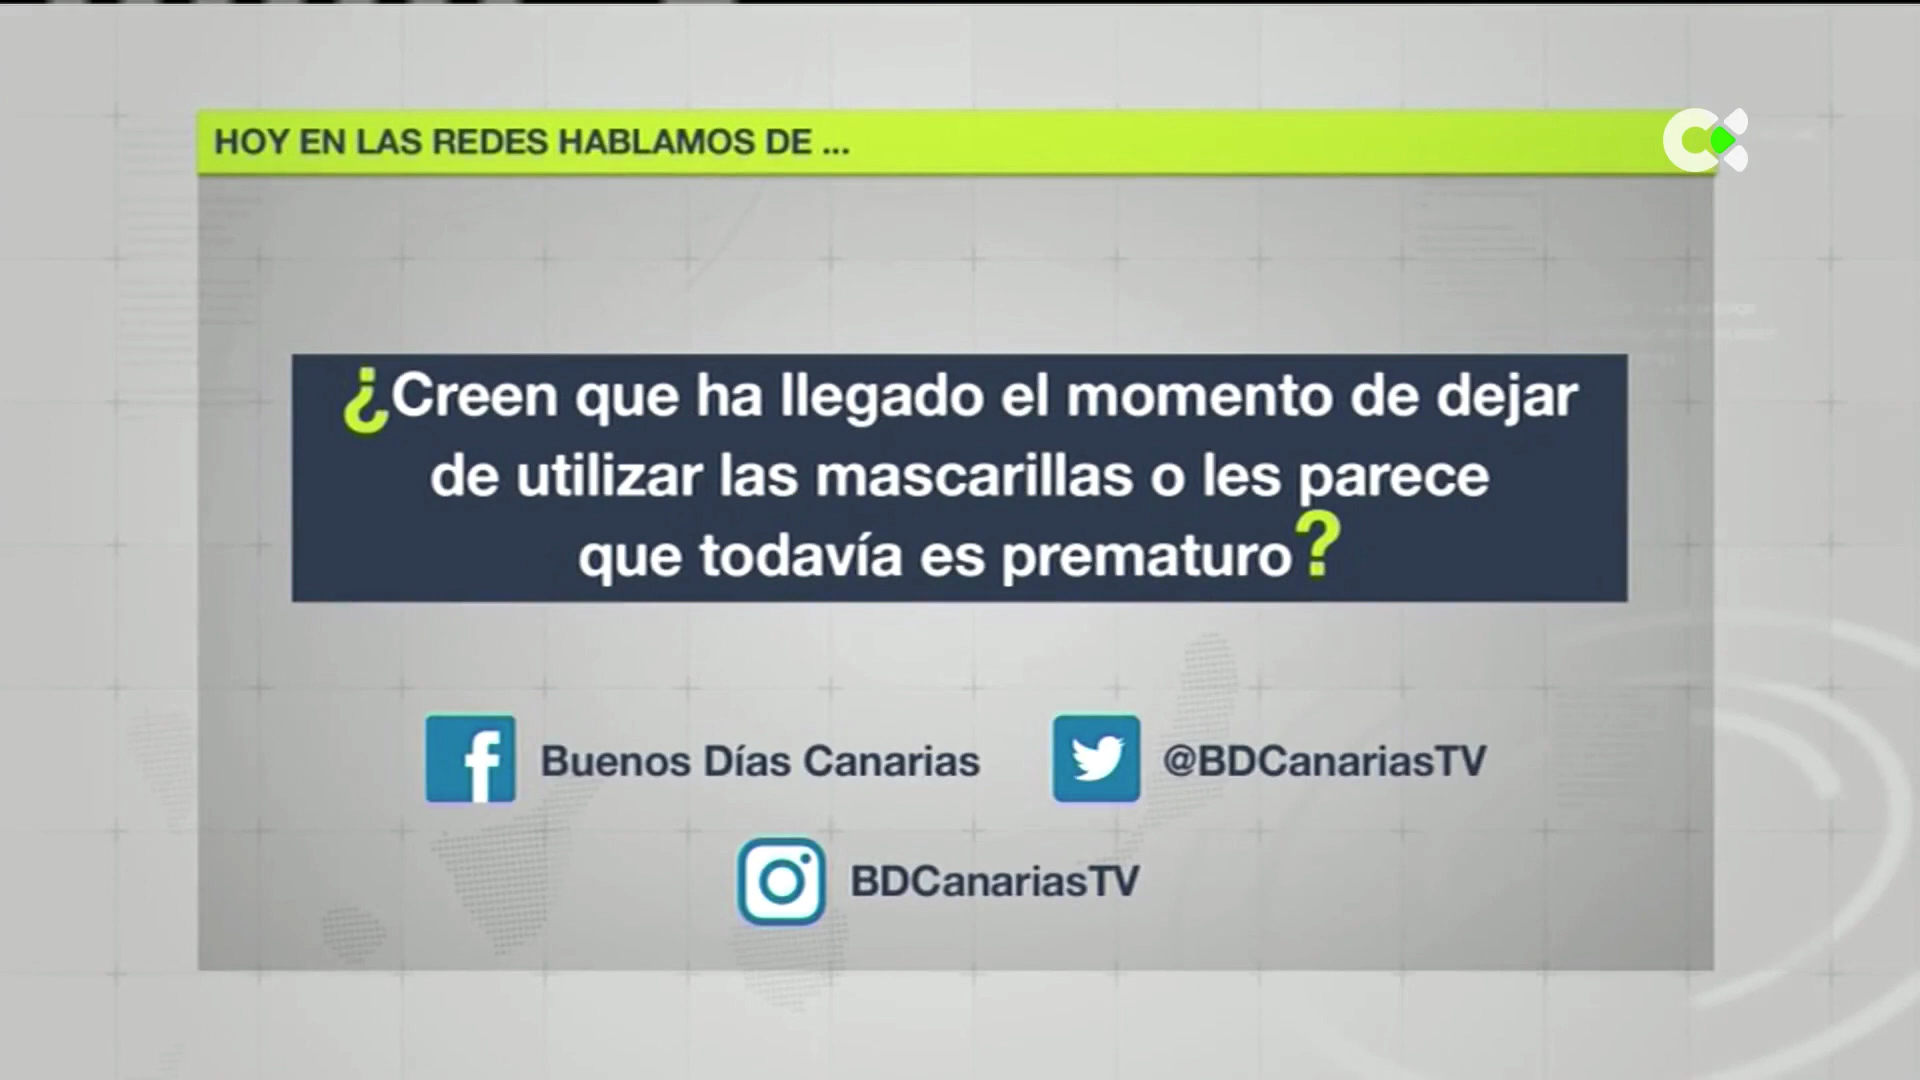 HOY EN LAS REDES HABLAMOS DE ...
¿Creen que ha llegado el momento de dejar
de utilizar las mascarillas o les parece
que todavía es prematuro?
Buenos Días Canarias
@BDCanariasTV
BDCanariasTV